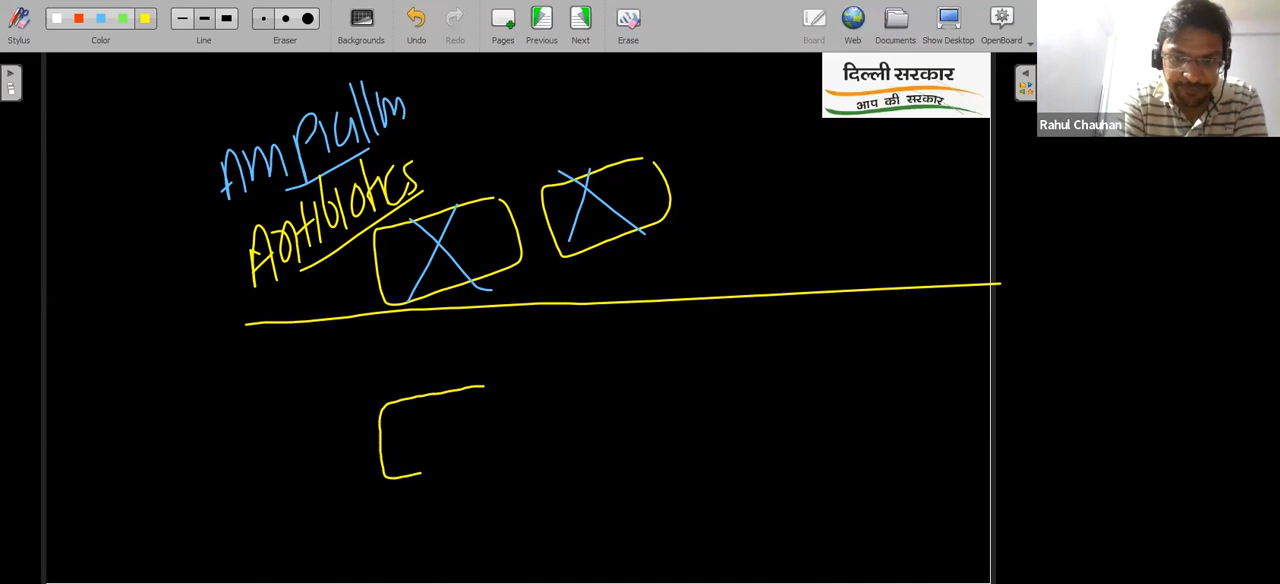 Stylus
Color
Line
Eraser
Backgrounds
Undo
Redo
Pages
Previous
Next
Erase
Board
Web
Documents
Show Desktop
OpenBoard
दिल्ली सरकार
आप की सरकार
Rahul Chauhan
Ampicillin
Antibiotics